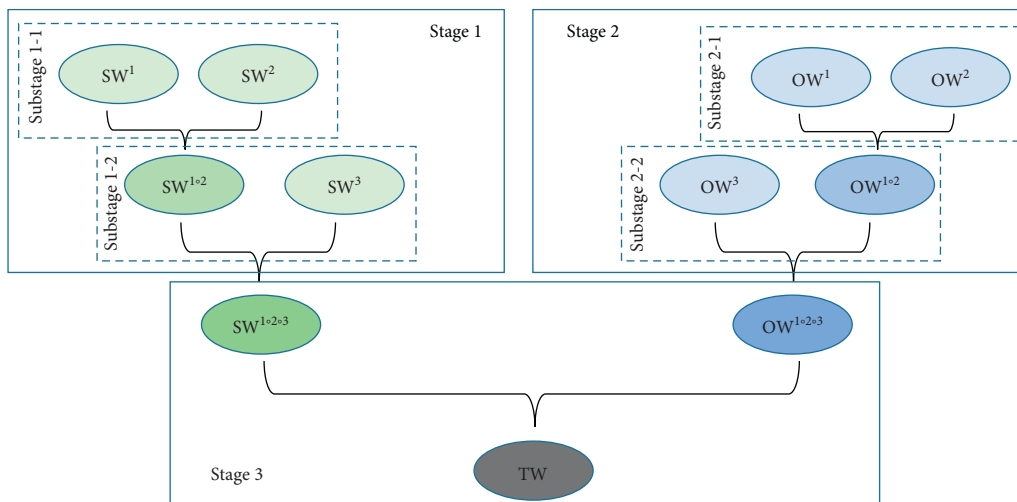 Stage 1
Substage 1-1
SW¹
SW²
Substage 1-2
SW¹∘²
SW³
Stage 2
Substage 2-1
OW¹
OW²
Substage 2-2
OW³
OW¹∘²
SW¹∘²∘³
OW¹∘²∘³
Stage 3
TW